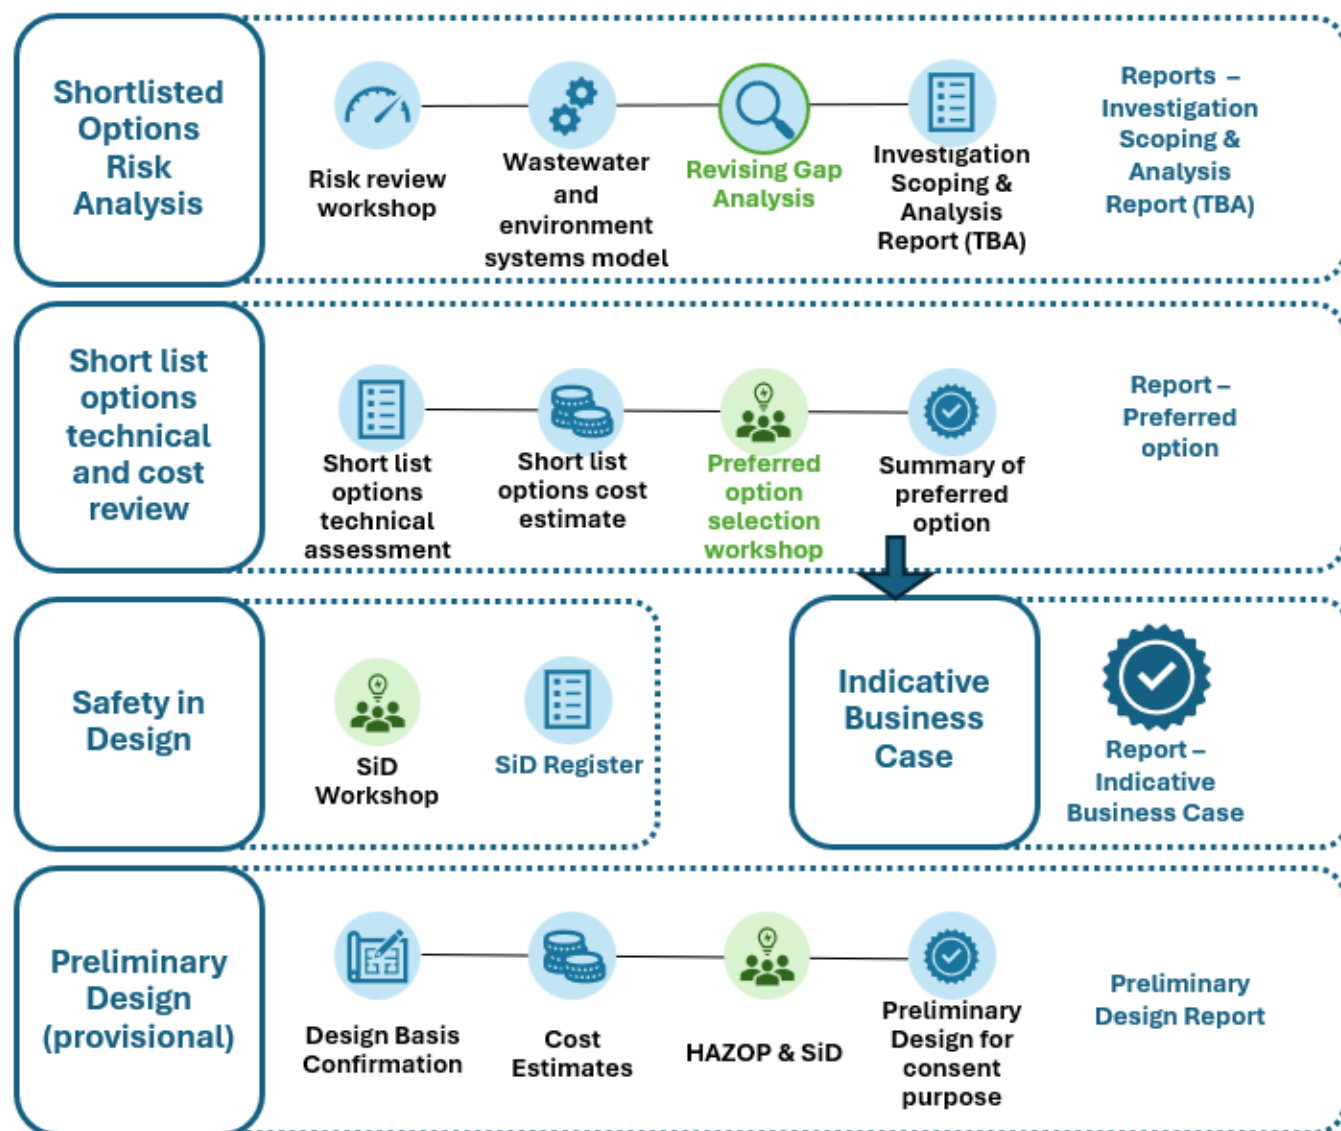 Shortlisted
Options
Risk
Analysis
Risk review
workshop
Wastewater
and
environment
systems model
Revising Gap
Analysis
Investigation
Scoping &
Analysis
Report (TBA)
Reports –
Investigation
Scoping &
Analysis
Report (TBA)
Short list
options
technical
and cost
review
Short list
options
technical
assessment
Short list
options cost
estimate
Preferred
option
selection
workshop
Summary of
preferred
option
Report –
Preferred
option
Safety in
Design
SiD
Workshop
SiD Register
Indicative
Business
Case
Report –
Indicative
Business Case
Preliminary
Design
(provisional)
Design Basis
Confirmation
Cost
Estimates
HAZOP & SiD
Preliminary
Design for
consent
purpose
Preliminary
Design Report